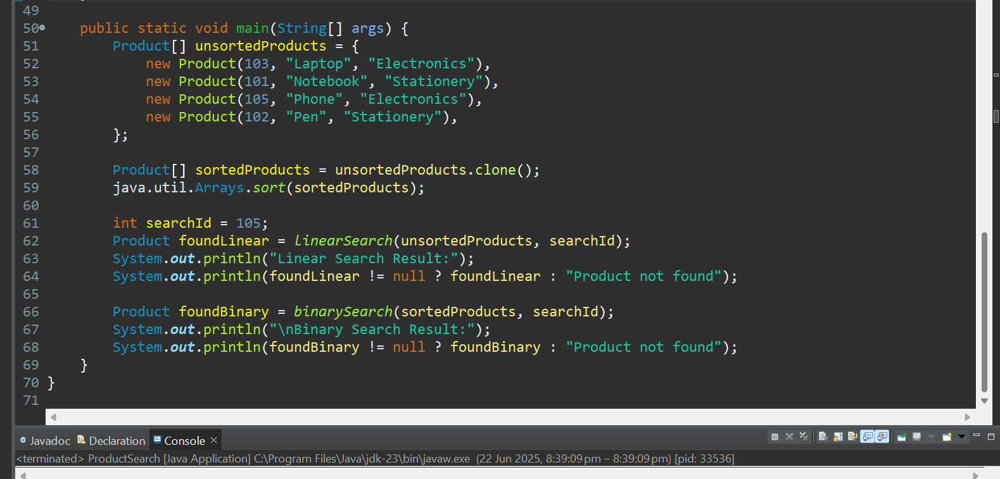 49
50 public static void main(String[] args) {
51 Product[] unsortedProducts = {
52 new Product(103, "Laptop", "Electronics"),
53 new Product(101, "Notebook", "Stationery"),
54 new Product(105, "Phone", "Electronics"),
55 new Product(102, "Pen", "Stationery"),
56 };
57
58 Product[] sortedProducts = unsortedProducts.clone();
59 java.util.Arrays.sort(sortedProducts);
60
61 int searchId = 105;
62 Product foundLinear = linearSearch(unsortedProducts, searchId);
63 System.out.println("Linear Search Result:");
64 System.out.println(foundLinear != null ? foundLinear : "Product not found");
65
66 Product foundBinary = binarySearch(sortedProducts, searchId);
67 System.out.println("\nBinary Search Result:");
68 System.out.println(foundBinary != null ? foundBinary : "Product not found");
69 }
70 }
71
@ Javadoc Declaration Console
<terminated> ProductSearch [Java Application] C:\Program Files\Java\jdk-23\bin\javaw.exe (22 Jun 2025, 8:39:09 pm – 8:39:09 pm) [pid: 33536]